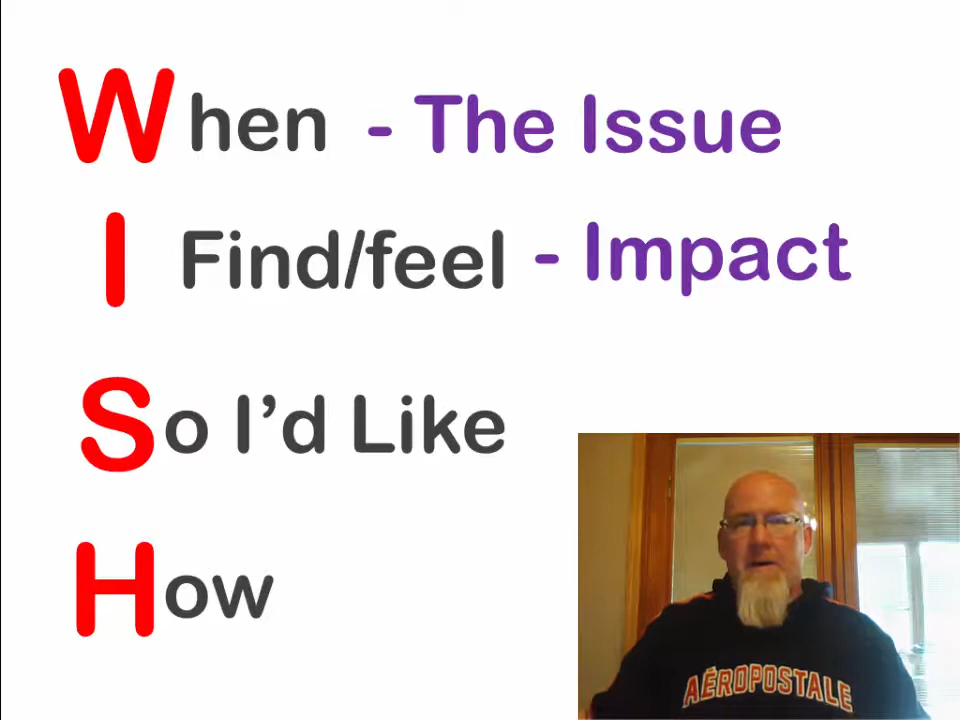 When - The Issue
I Find/feel - Impact
So I'd Like
How
AÉROPOSTALE